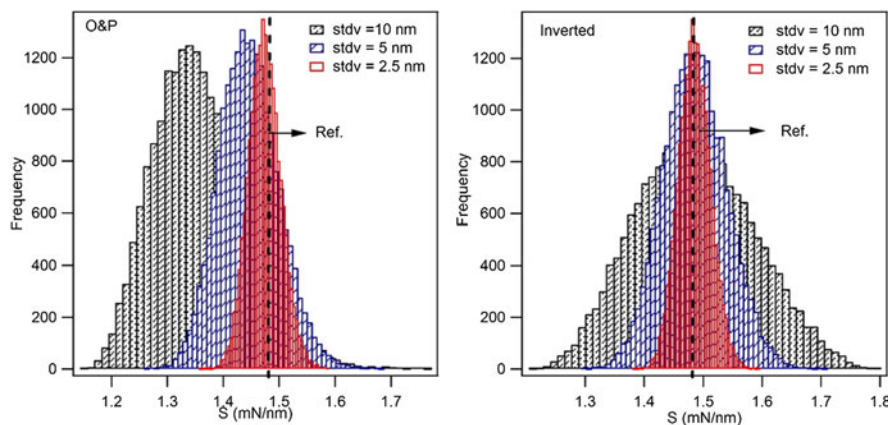 O&P
stdv =10 nm
stdv = 5 nm
stdv = 2.5 nm
Ref.
Frequency
1200
1000
800
600
400
200
0
1.2 1.3 1.4 1.5 1.6 1.7
S (mN/nm)
Inverted
stdv = 10 nm
stdv = 5 nm
stdv = 2.5 nm
Ref.
Frequency
1200
1000
800
600
400
200
0
1.3 1.4 1.5 1.6 1.7 1.8
S (mN/nm)